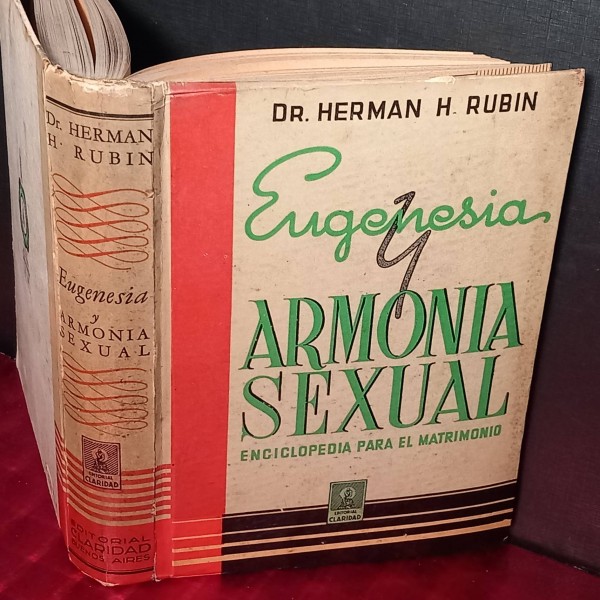 Dr. HERMAN
H. RUBIN
Eugenesia
y
ARMONIA
SEXUAL
EDITORIAL
CLARIDAD
EDITORIAL
CLARIDAD
BUENOS AIRES
DR. HERMAN H. RUBIN
Eugenesia
y
ARMONIA
SEXUAL
ENCICLOPEDIA PARA EL MATRIMONIO
EDITORIAL
CLARIDAD